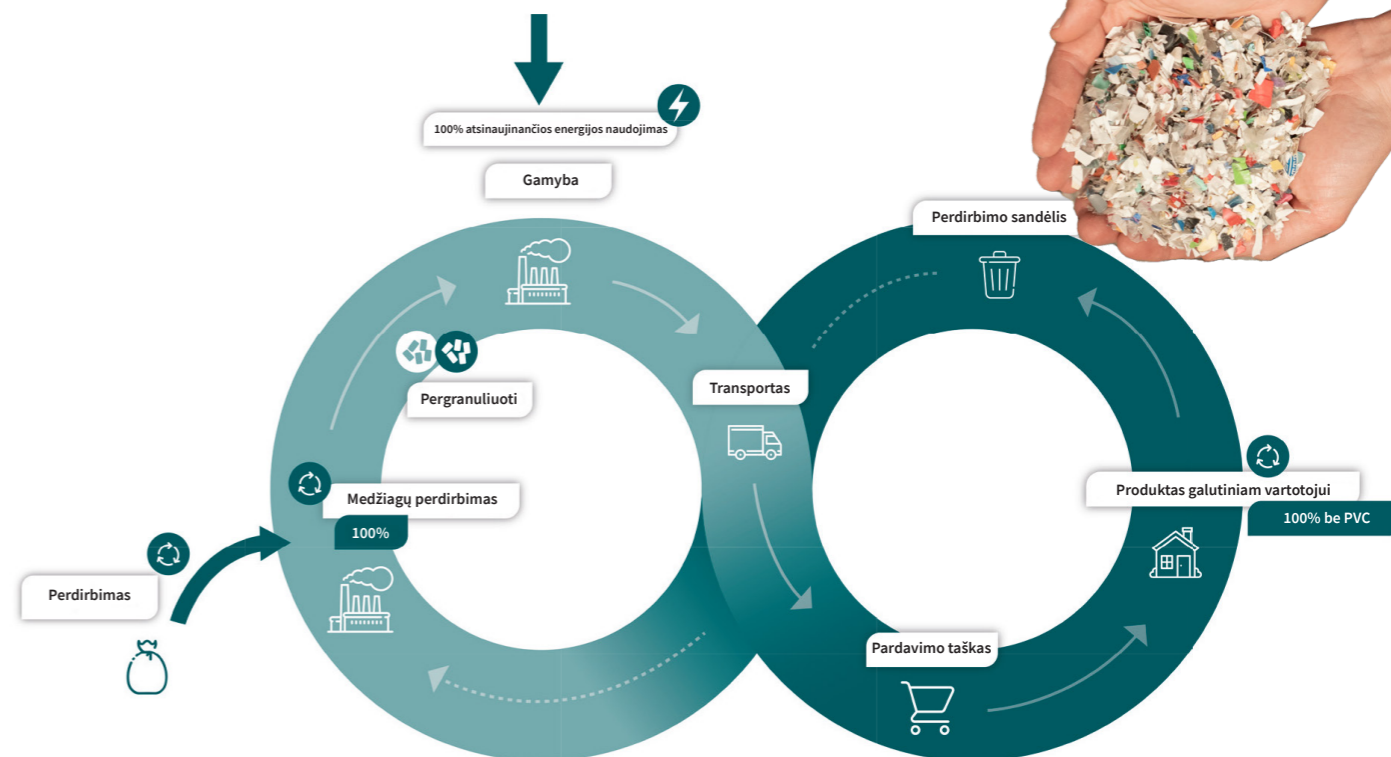 100% atsinaujinančios energijos naudojimas
Gamyba
Perdirbimo sandėlis
Pergranuliuoti
Transportas
Medžiagų perdirbimas
100%
Produktas galutiniam vartotojui
100% be PVC
Perdirbimas
Pardavimo taškas